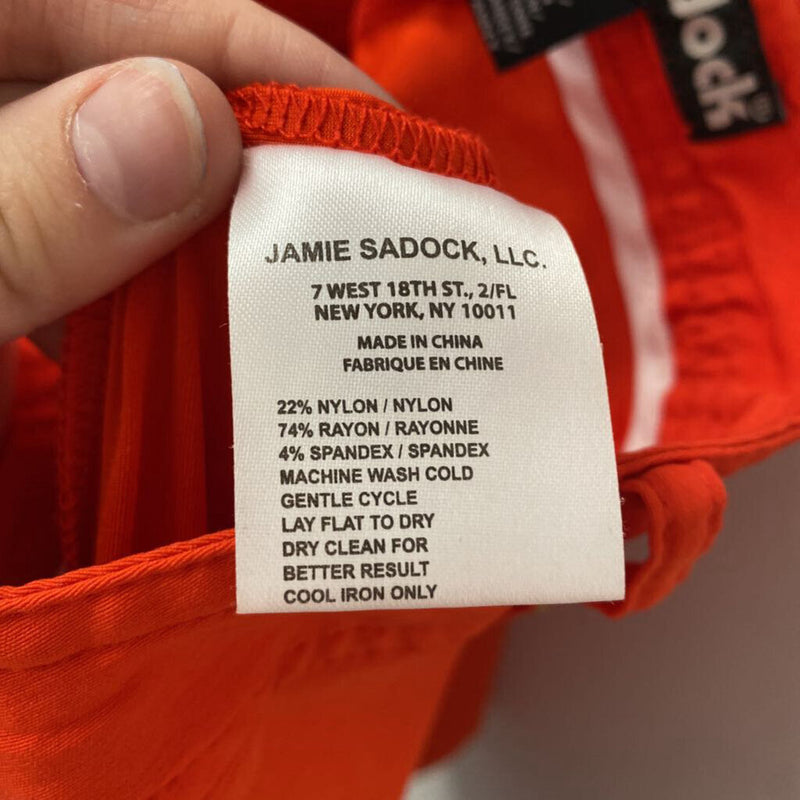 JAMIE SADOCK, LLC.
7 WEST 18TH ST., 2/FL
NEW YORK, NY 10011
MADE IN CHINA
FABRIQUE EN CHINE
22% NYLON / NYLON
74% RAYON / RAYONNE
4% SPANDEX / SPANDEX
MACHINE WASH COLD
GENTLE CYCLE
LAY FLAT TO DRY
DRY CLEAN FOR
BETTER RESULT
COOL IRON ONLY
dock